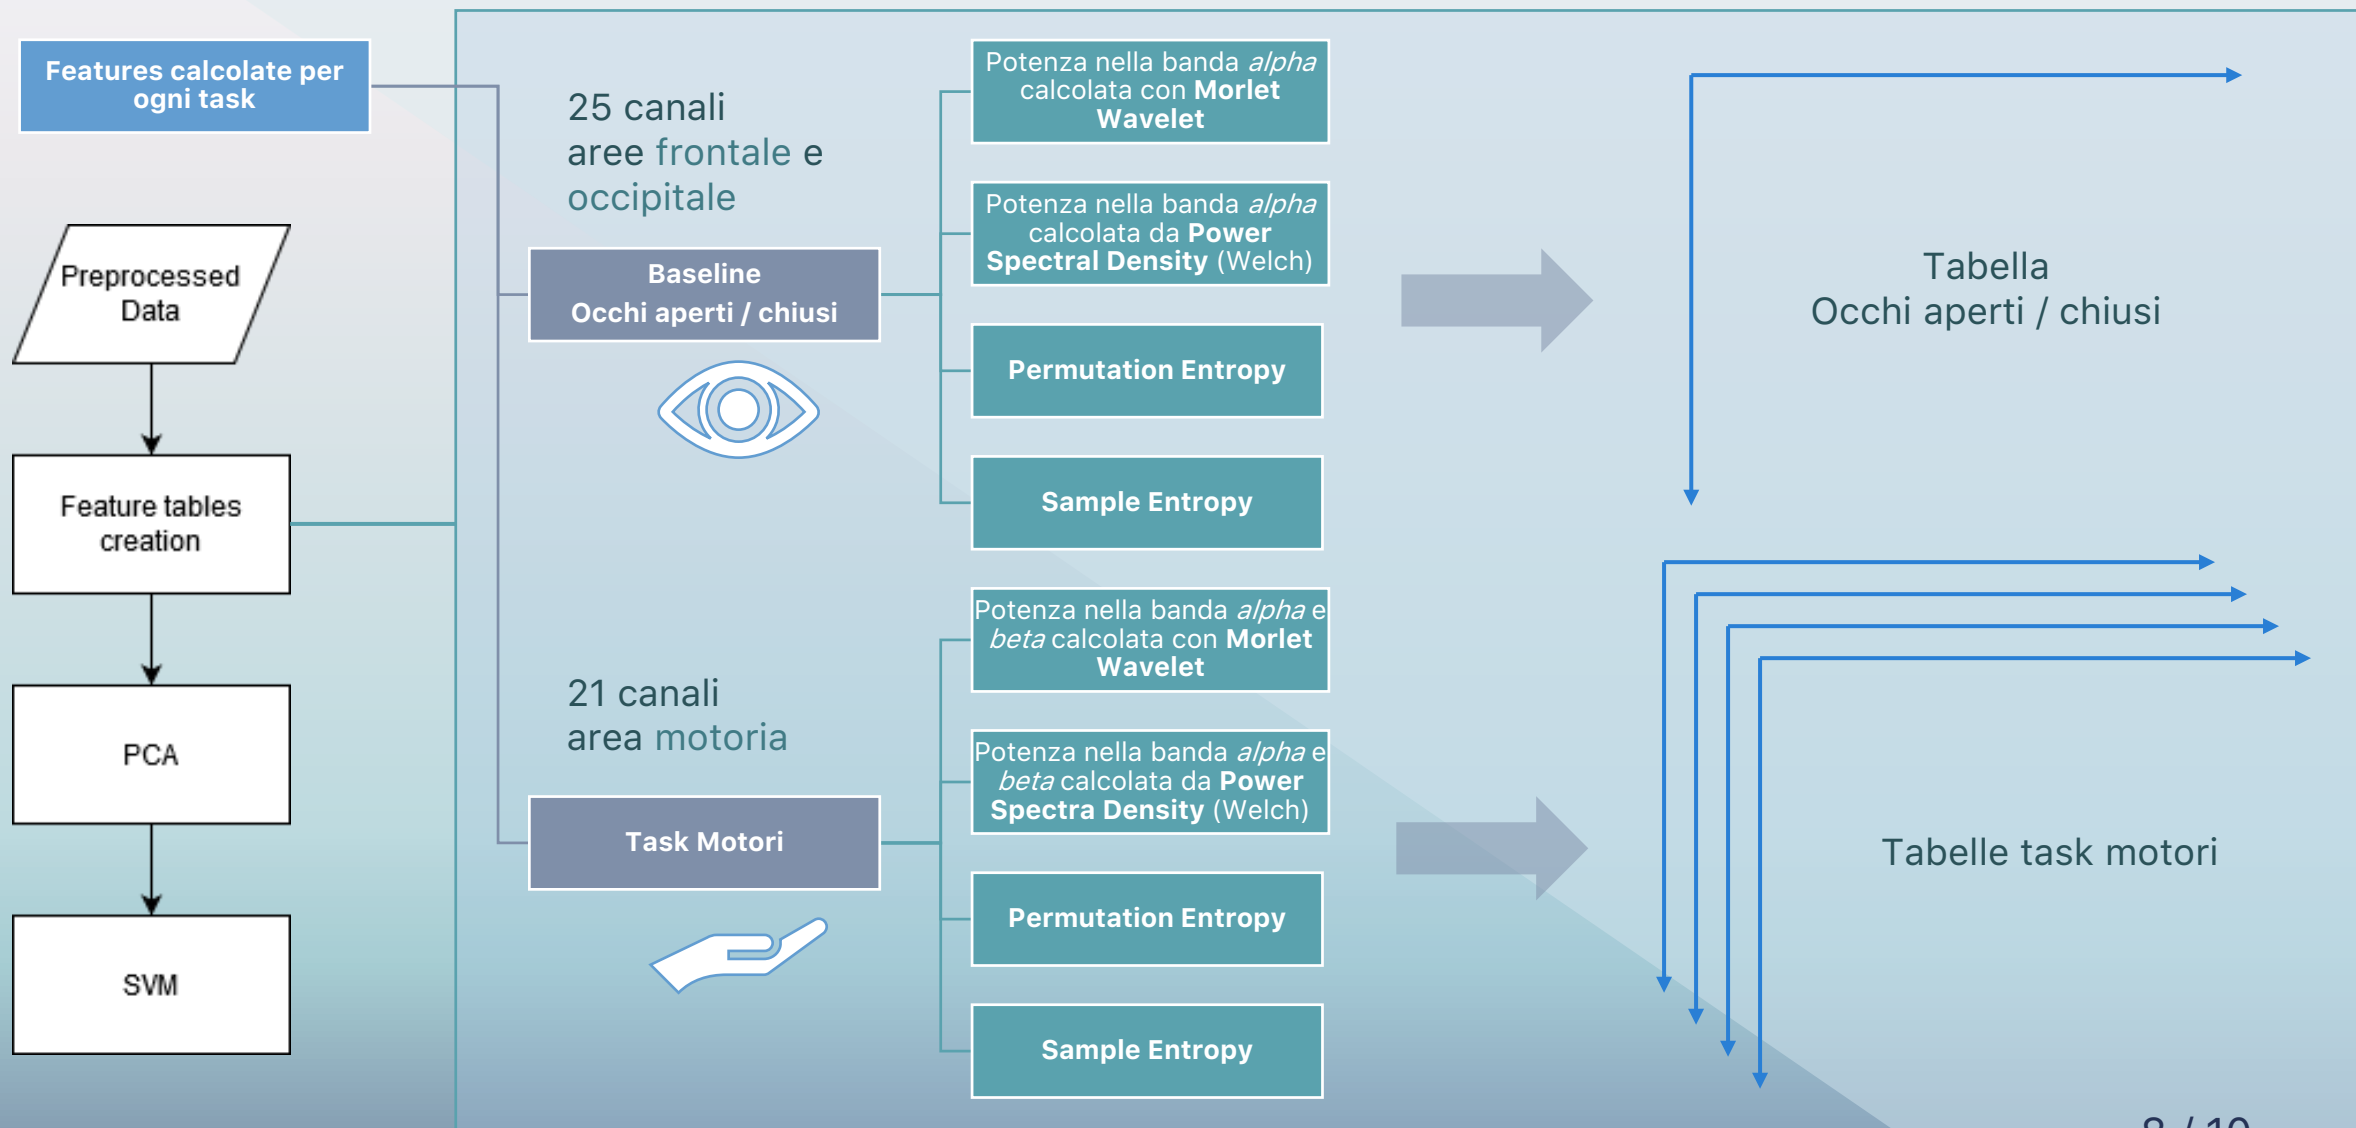 Features calcolate per
ogni task
Preprocessed
Data
Feature tables
creation
PCA
SVM
25 canali
aree frontale e
occipitale
Baseline
Occhi aperti / chiusi
Potenza nella banda alpha
calcolata con Morlet
Wavelet
Potenza nella banda alpha
calcolata da Power
Spectral Density (Welch)
Permutation Entropy
Sample Entropy
Tabella
Occhi aperti / chiusi
21 canali
area motoria
Task Motori
Potenza nella banda alpha e
beta calcolata con Morlet
Wavelet
Potenza nella banda alpha e
beta calcolata da Power
Spectra Density (Welch)
Permutation Entropy
Sample Entropy
Tabelle task motori
8 / 10